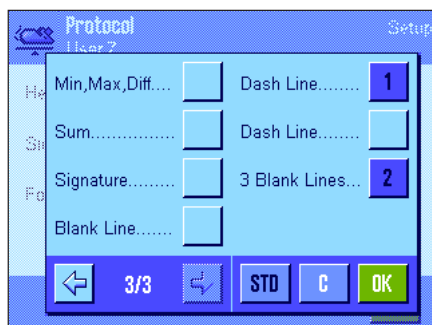 Protocol
Setup
User 7
Min,Max,Diff....
Dash Line........ 1
Sum...............
Dash Line........
Signature.........
3 Blank Lines... 2
Blank Line.......
3/3
STD
C
OK